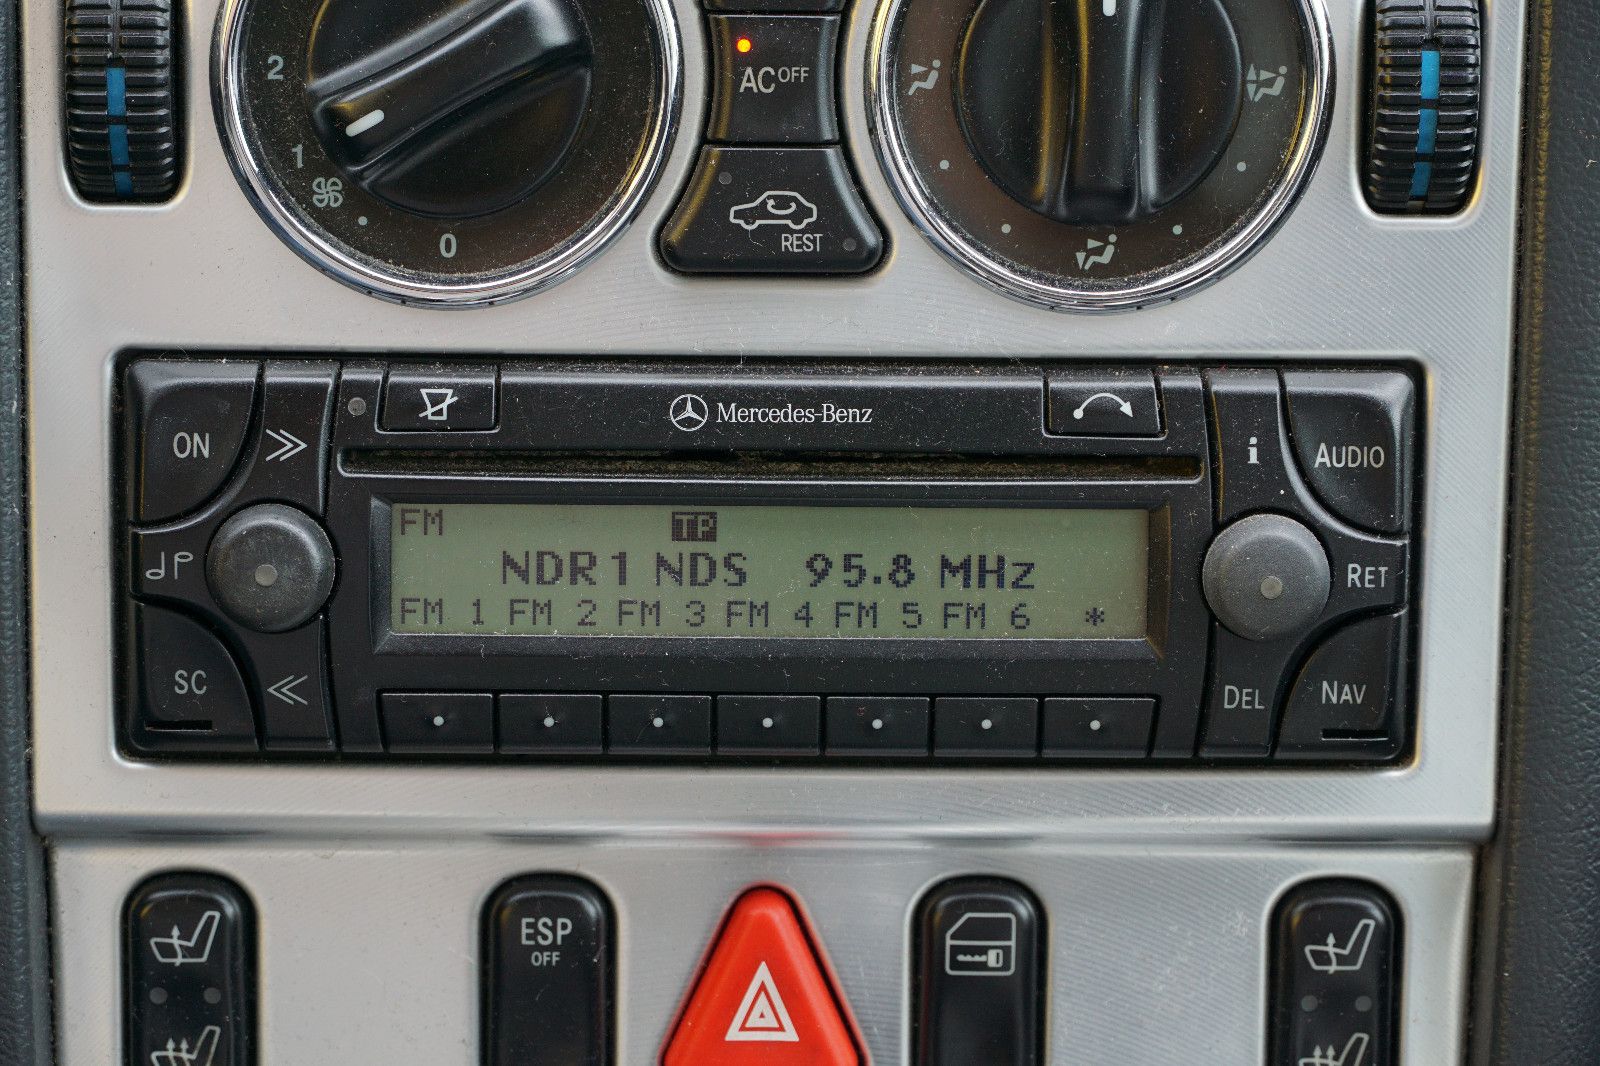 2
1
0
AC OFF
REST
ON
Mercedes-Benz
i
AUDIO
FM TP
NDR1 NDS 95.8 MHz
FM 1 FM 2 FM 3 FM 4 FM 5 FM 6 *
RET
SC
DEL
NAV
ESP
OFF